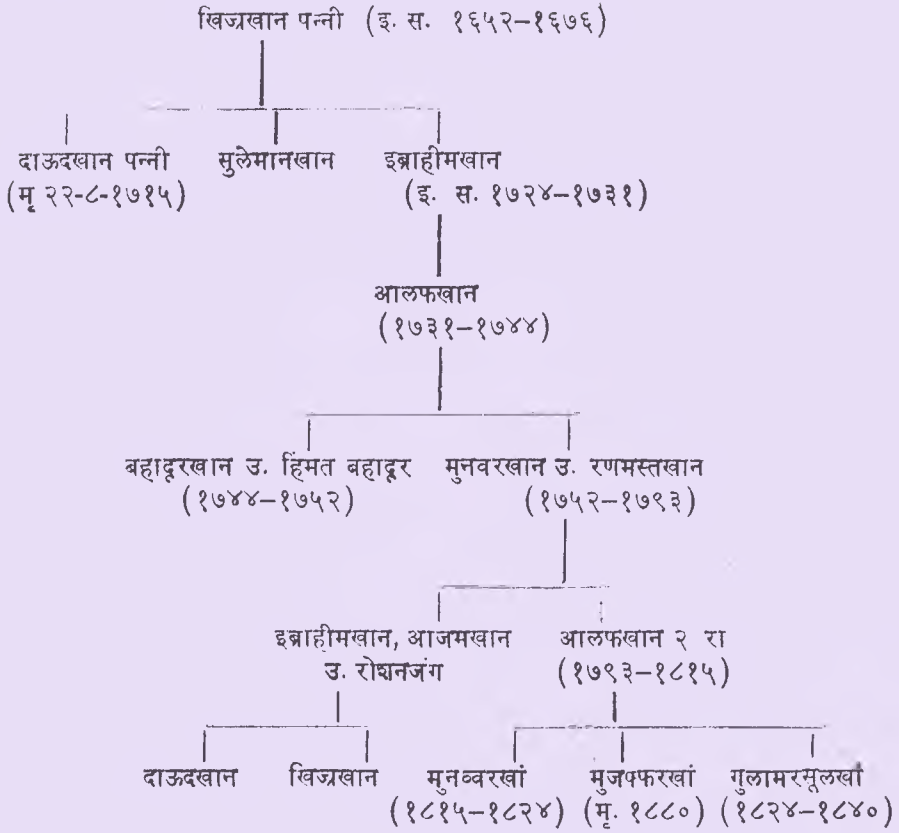 खिज्रखान पन्नी (इ. स. १६५२–१६७६)
दाऊदखान पन्नी सुलेमानखान इब्राहीमखान
(मृ २२-८-१७१५) (इ. स. १७२४–१७३१)
आलफखान
(१७३१–१७४४)
बहादूरखान उ. हिंमत बहादूर मुनवरखान उ. रणमस्तखान
(१७४४–१७५२) (१७५२–१७९३)
इब्राहीमखान, आजमखान आलफखान २ रा
उ. रोशनजंग (१७९३–१८१५)
दाऊदखान खिज्रखान मुनव्वरखां मुजफ्फरखां गुलामरसूलखां
(१८१५–१८२४) (मृ. १८८०) (१८२४–१८४०)